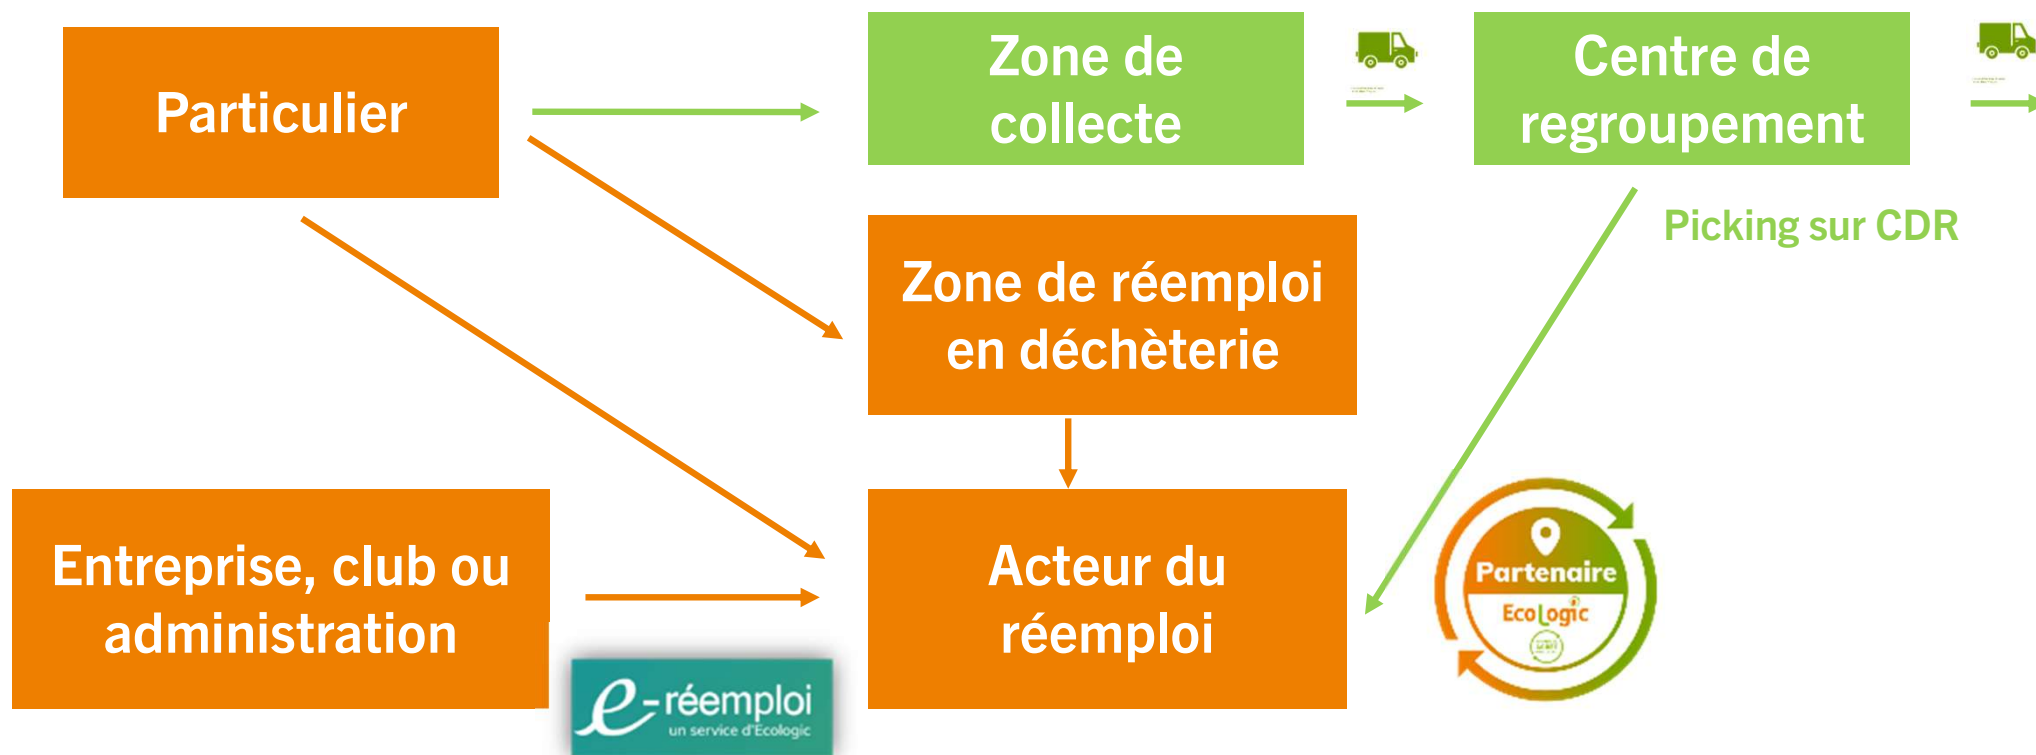 Particulier
Zone de
collecte
Centre de
regroupement
Picking sur CDR
Zone de réemploi
en déchèterie
Entreprise, club ou
administration
Acteur du
réemploi
e-réemploi
un service d'Ecologic
Partenaire
EcoLogic